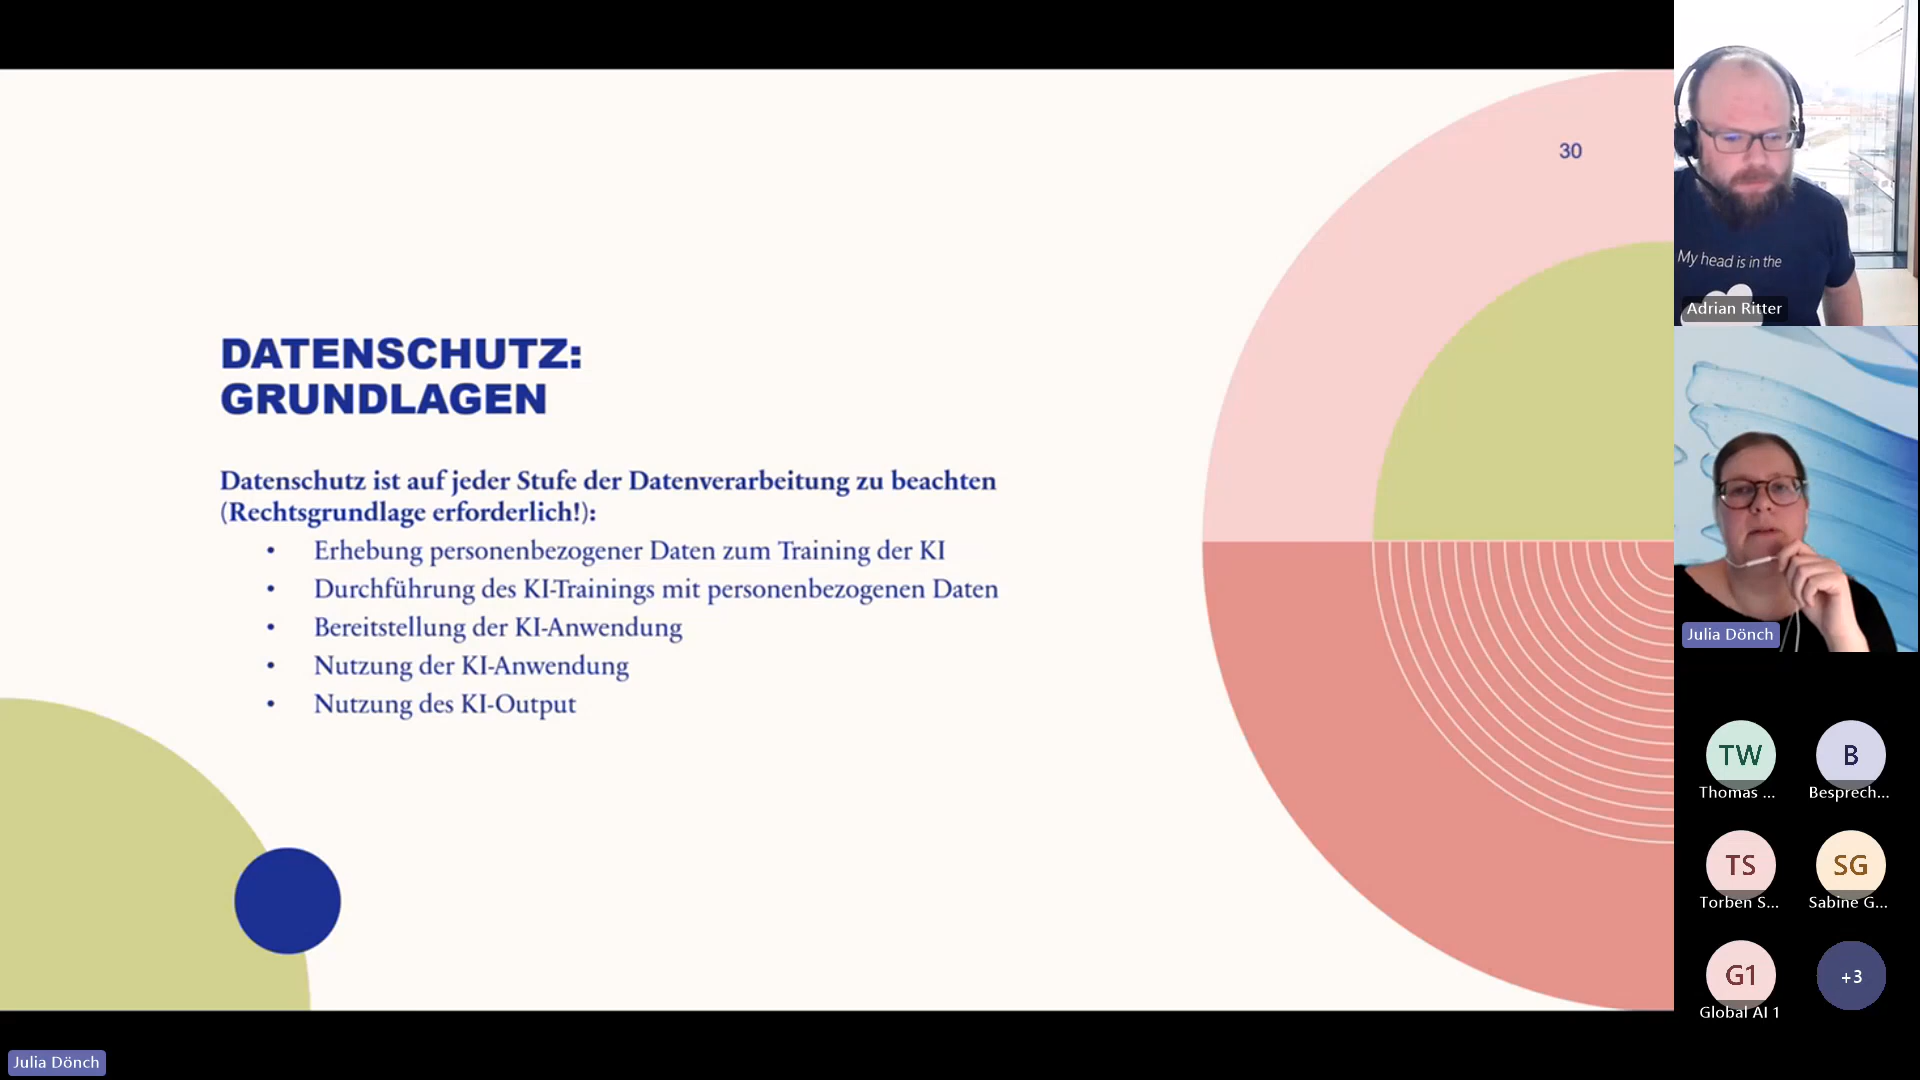 30
DATENSCHUTZ:
GRUNDLAGEN
Datenschutz ist auf jeder Stufe der Datenverarbeitung zu beachten
(Rechtsgrundlage erforderlich!):
• Erhebung personenbezogener Daten zum Training der KI
• Durchführung des KI-Trainings mit personenbezogenen Daten
• Bereitstellung der KI-Anwendung
• Nutzung der KI-Anwendung
• Nutzung des KI-Output
Julia Dönch
My head is in the
Adrian Ritter
Julia Dönch
TW
Thomas ...
B
Besprech...
TS
Torben S...
SG
Sabine G...
G1
Global AI 1
+3